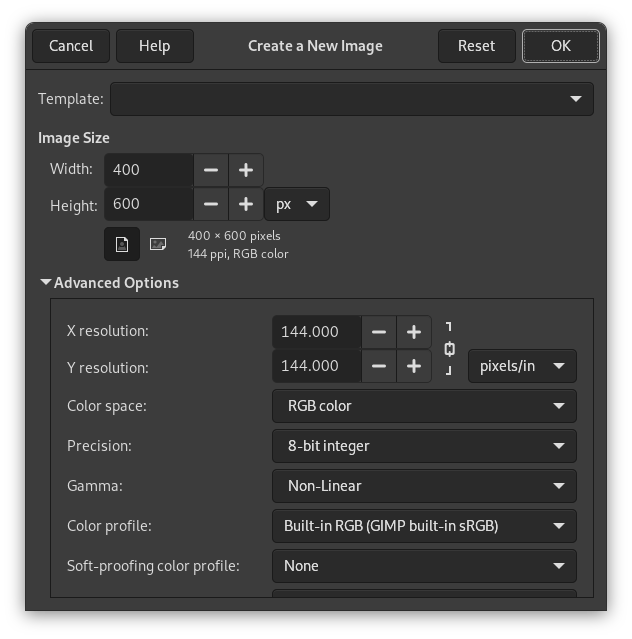 Cancel Help Create a New Image Reset OK
Template:
Image Size
Width: 400
Height: 600 px
400 × 600 pixels
144 ppi, RGB color
Advanced Options
X resolution: 144.000
Y resolution: 144.000 pixels/in
Color space: RGB color
Precision: 8-bit integer
Gamma: Non-Linear
Color profile: Built-in RGB (GIMP built-in sRGB)
Soft-proofing color profile: None